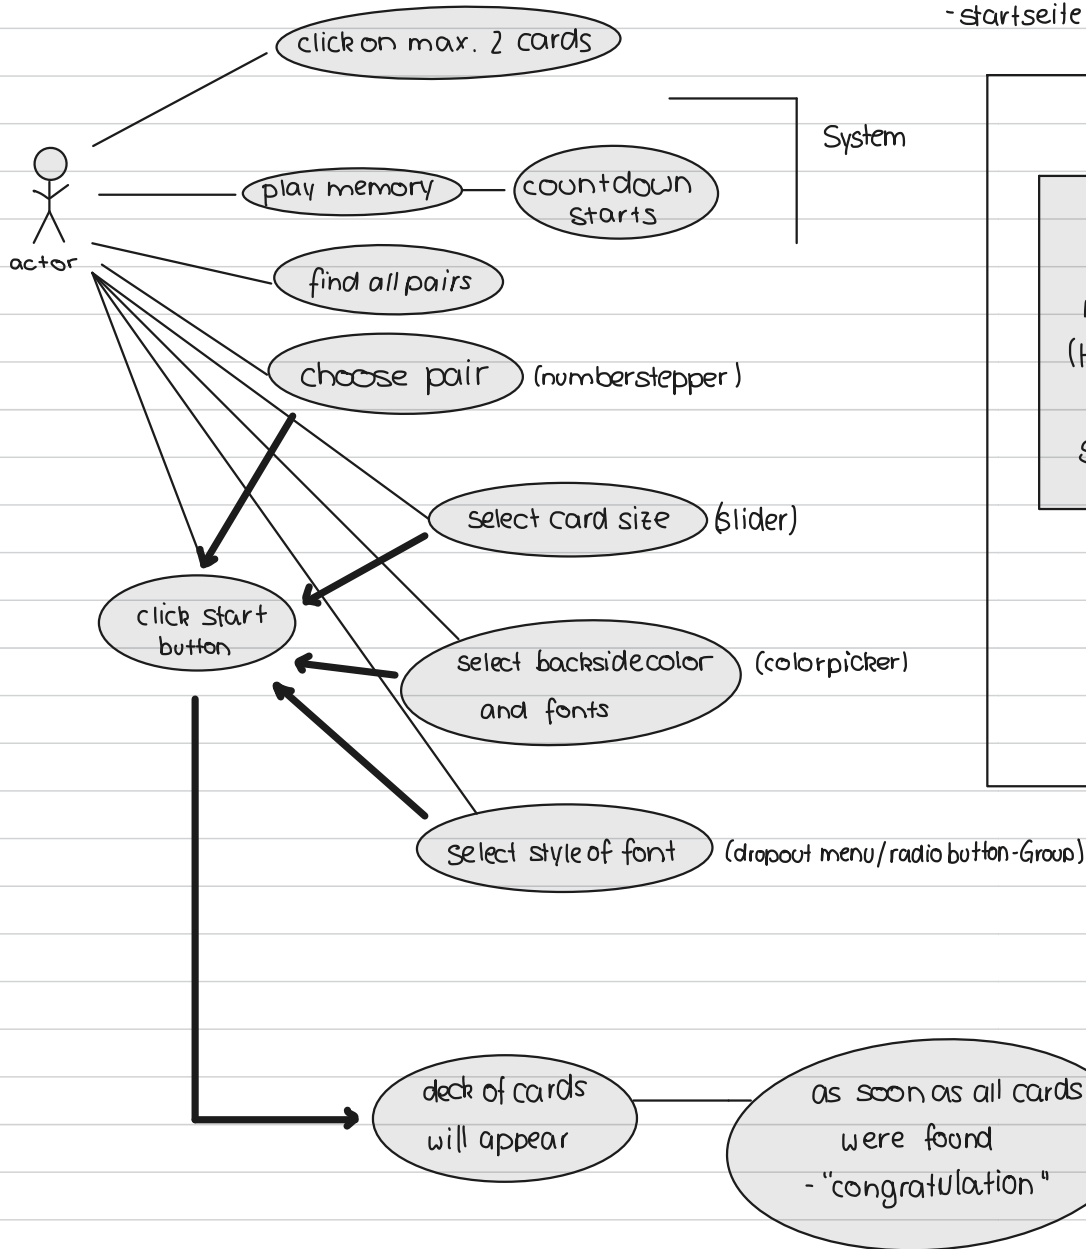 -startseite
click on max. 2 cards
System
play memory
countdown
starts
actor
find all pairs
choose pair (numberstepper)
(H
select card size (slider)
click start
button
select backsidecolor (colorpicker)
and fonts
select style of font (dropout menu/radio button-Group)
deck of cards
will appear
as soon as all cards
were found
-"congratulation"